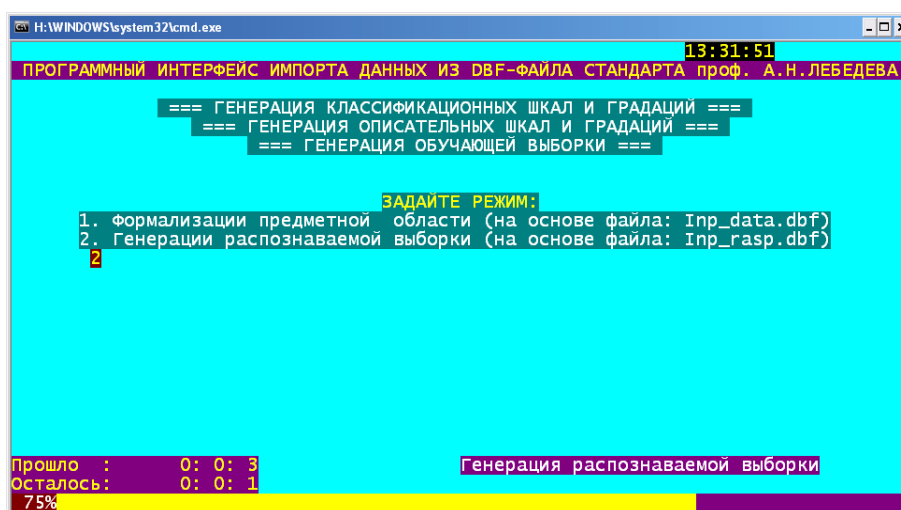 H:\WINDOWS\system32\cmd.exe
13:31:51
ПРОГРАММНЫЙ ИНТЕРФЕЙС ИМПОРТА ДАННЫХ ИЗ DBF-ФАЙЛА СТАНДАРТА проф. А.Н.ЛЕБЕДЕВА
=== ГЕНЕРАЦИЯ КЛАССИФИКАЦИОННЫХ ШКАЛ И ГРАДАЦИЙ ===
=== ГЕНЕРАЦИЯ ОПИСАТЕЛЬНЫХ ШКАЛ И ГРАДАЦИЙ ===
=== ГЕНЕРАЦИЯ ОБУЧАЮЩЕЙ ВЫБОРКИ ===
ЗАДАЙТЕ РЕЖИМ:
1. Формализации предметной  области (на основе файла: Inp_data.dbf)
2. Генерации распознаваемой выборки (на основе файла: Inp_rasp.dbf)
2
Прошло  :     0: 0: 3     Генерация распознаваемой выборки
Осталось:     0: 0: 1
75%